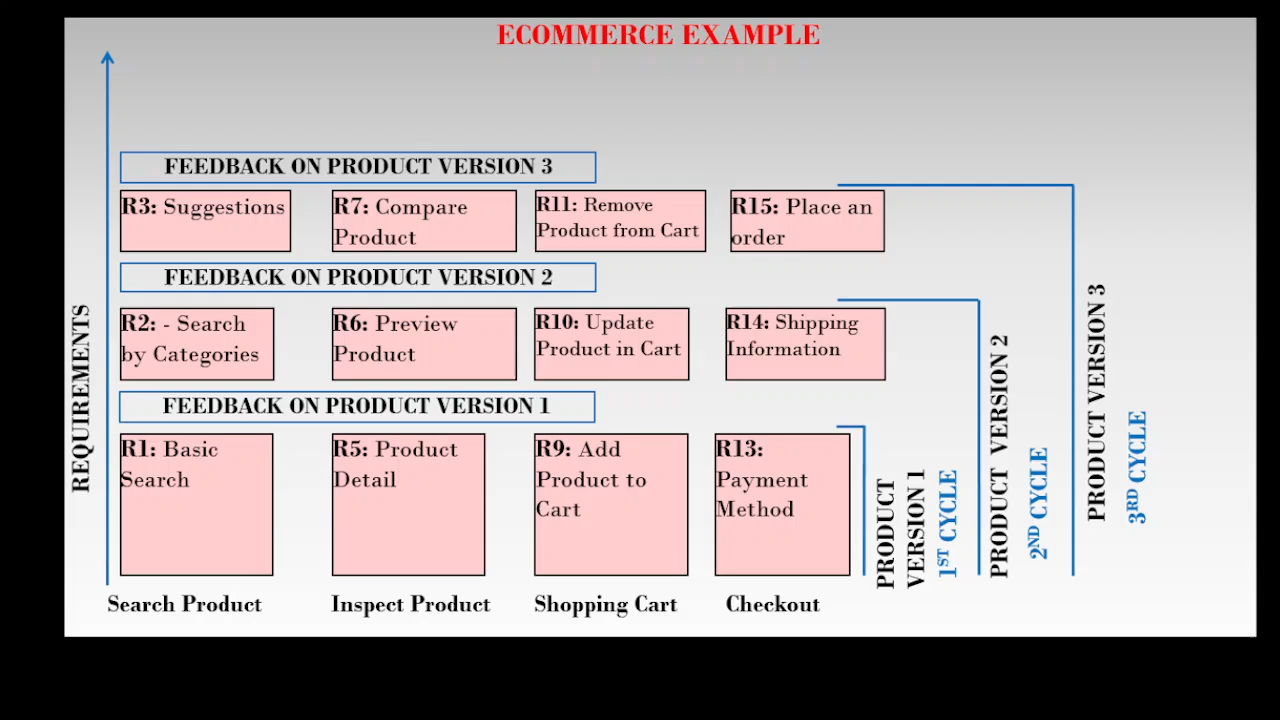 ECOMMERCE EXAMPLE
FEEDBACK ON PRODUCT VERSION 3
R3: Suggestions
R7: Compare
Product
R11: Remove
Product from Cart
R15: Place an
order
FEEDBACK ON PRODUCT VERSION 2
R2: - Search
by Categories
R6: Preview
Product
R10: Update
Product in Cart
R14: Shipping
Information
FEEDBACK ON PRODUCT VERSION 1
R1: Basic
Search
R5: Product
Detail
R9: Add
Product to
Cart
R13:
Payment
Method
REQUIREMENTS
PRODUCT
VERSION 1
1ST CYCLE
PRODUCT VERSION 2
2ND CYCLE
PRODUCT VERSION 3
3RD CYCLE
Search Product
Inspect Product
Shopping Cart
Checkout